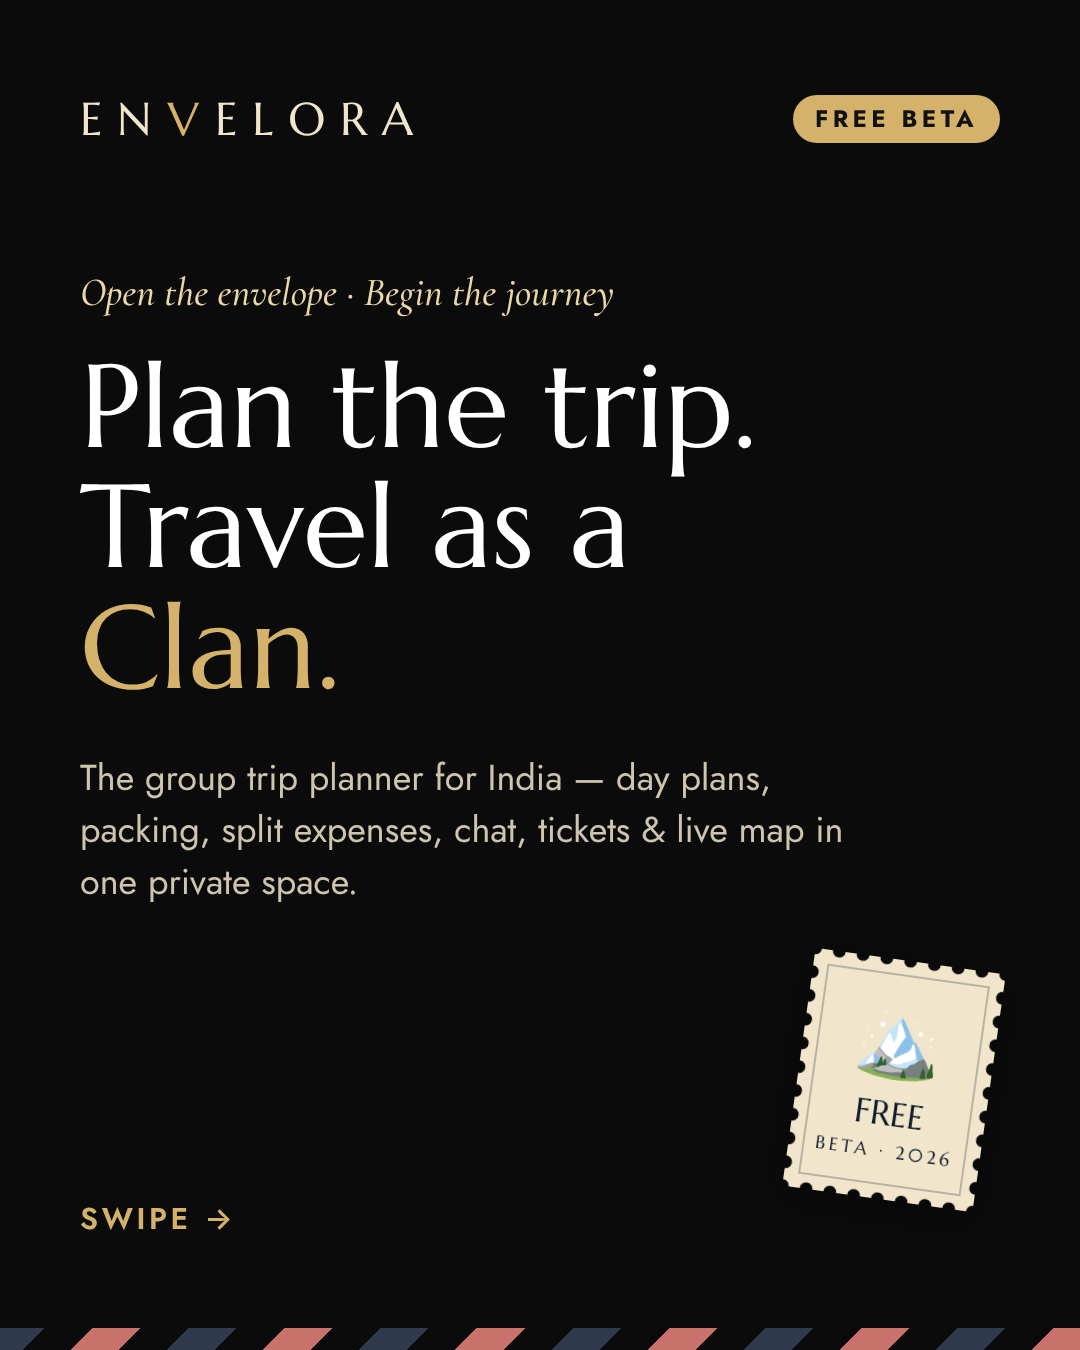 ENVELORA
FREE BETA
Open the envelope · Begin the journey
Plan the trip.
Travel as a
Clan.
The group trip planner for India — day plans,
packing, split expenses, chat, tickets & live map in
one private space.
FREE
BETA · 2026
SWIPE →